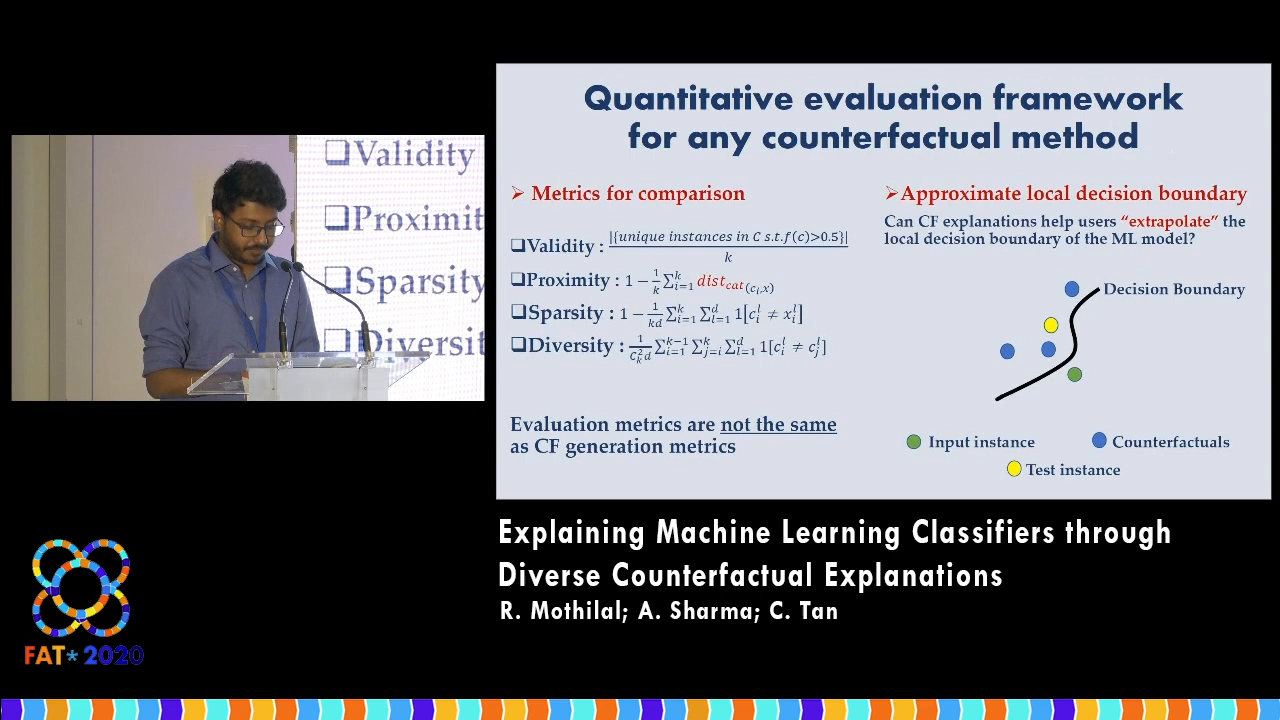 ❑Validity
❑Proximit
❑Sparsity
❑Diversit
Quantitative evaluation framework
for any counterfactual method
➢ Metrics for comparison
❑Validity : |{unique instances in C s.t.f(c)>0.5}| / k
❑Proximity : 1 − 1/k ∑_{i=1}^{k} dist_cat(c_i,x)
❑Sparsity : 1 − 1/kd ∑_{i=1}^{k} ∑_{l=1}^{d} 1[c_i^l ≠ x_i^l]
❑Diversity : 1/C_k^2 d ∑_{i=1}^{k−1} ∑_{j=i}^{k} ∑_{l=1}^{d} 1[c_i^l ≠ c_j^l]
Evaluation metrics are not the same
as CF generation metrics
➢Approximate local decision boundary
Can CF explanations help users “extrapolate” the
local decision boundary of the ML model?
Decision Boundary
Input instance
Counterfactuals
Test instance
Explaining Machine Learning Classifiers through
Diverse Counterfactual Explanations
R. Mothilal; A. Sharma; C. Tan
FAT* 2020